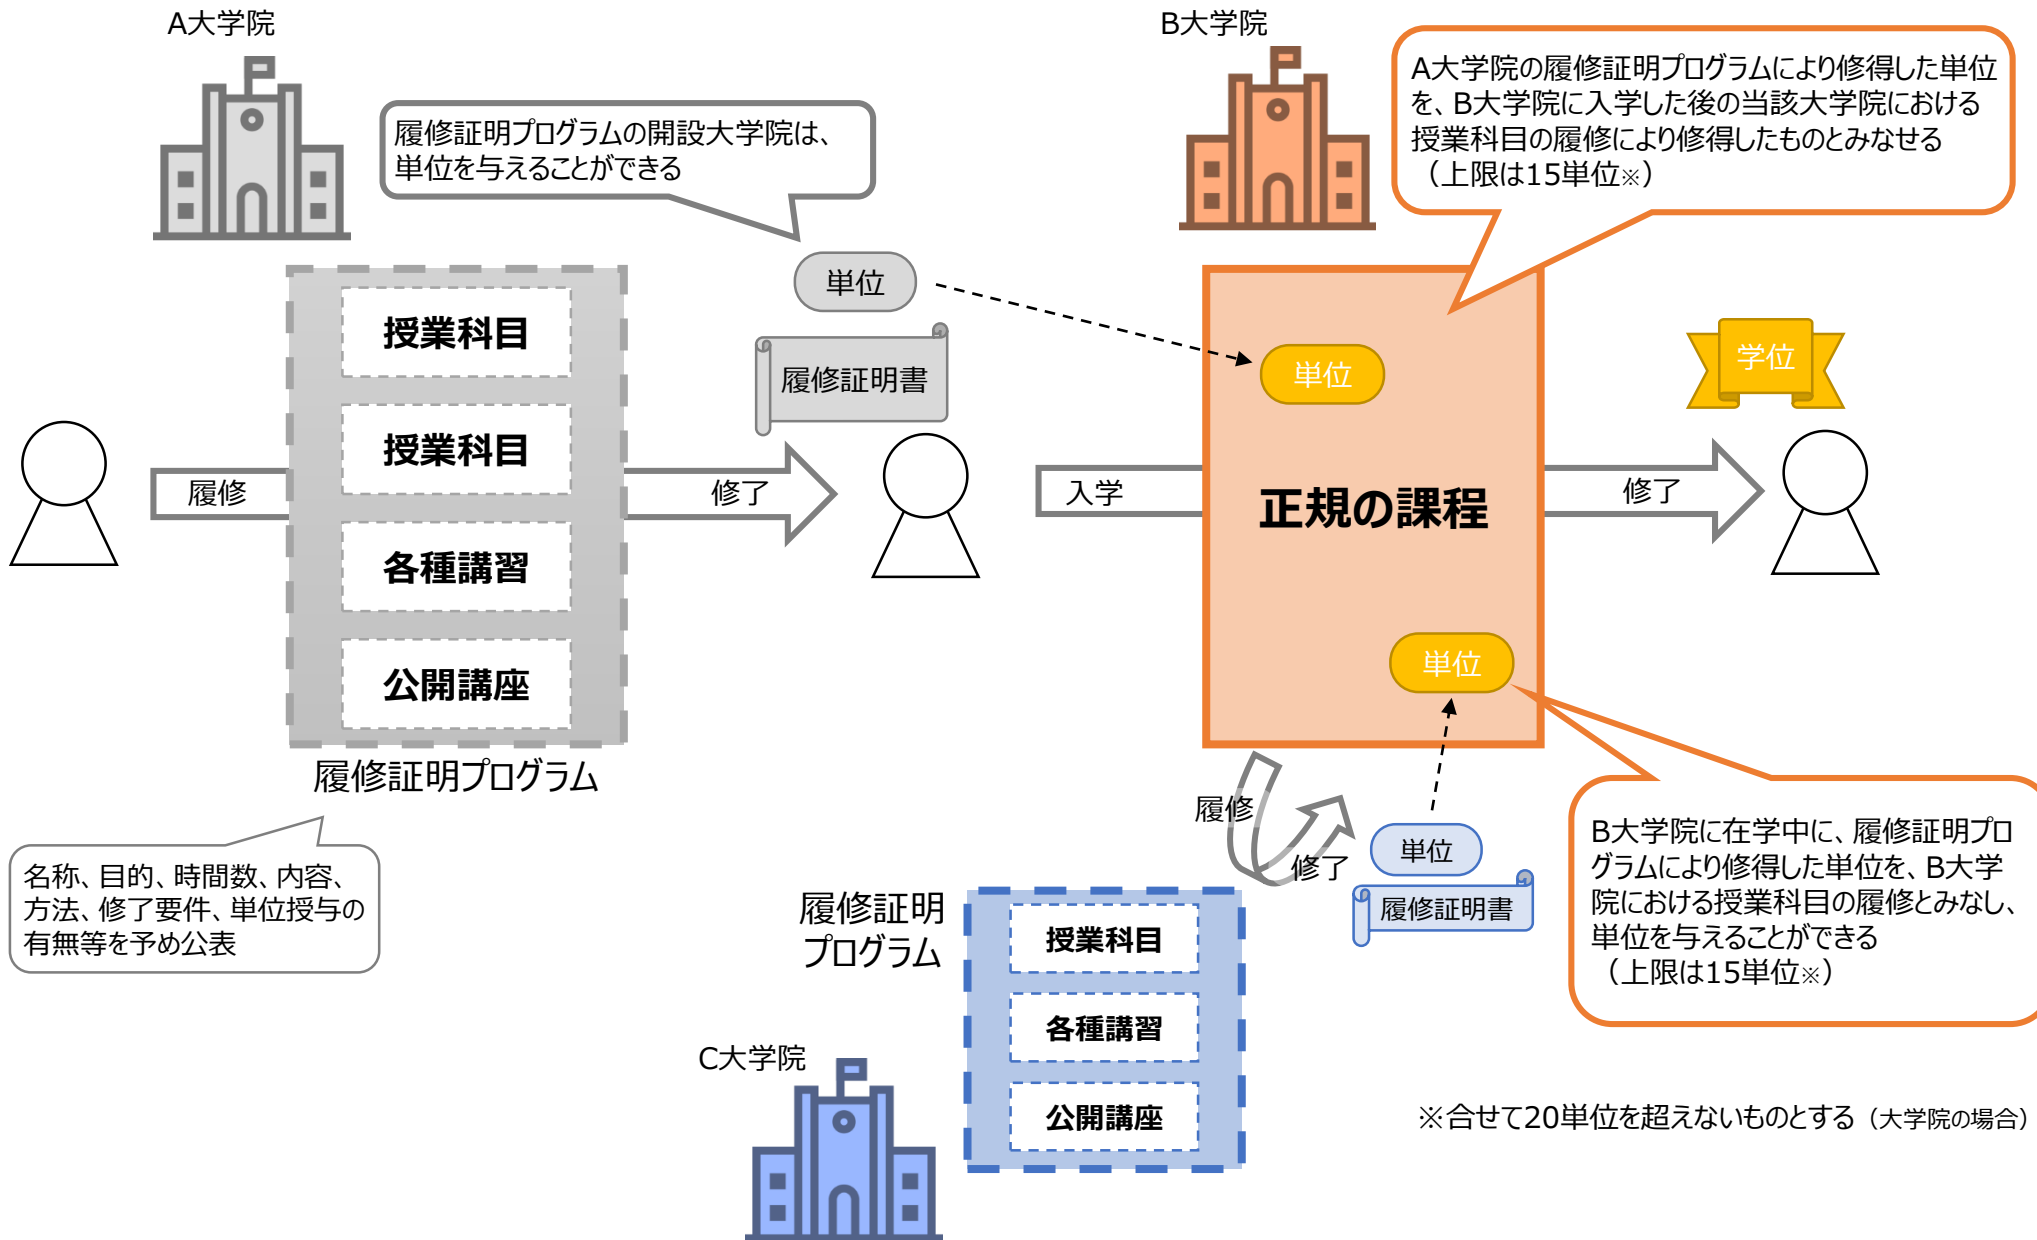 A大学院
履修証明プログラムの開設大学院は、
単位を与えることができる
B大学院
A大学院の履修証明プログラムにより修得した単位
を、B大学院に入学した後の当該大学院における
授業科目の履修により修得したものとみなせる
（上限は15単位※）
授業科目
授業科目
各種講習
公開講座
履修証明プログラム
履修
修了
単位
履修証明書
入学
単位
正規の課程
単位
修了
学位
名称、目的、時間数、内容、
方法、修了要件、単位授与の
有無等を予め公表
履修
修了
単位
履修証明書
履修証明
プログラム
授業科目
各種講習
公開講座
C大学院
B大学院に在学中に、履修証明プロ
グラムにより修得した単位を、B大学
院における授業科目の履修とみなし、
単位を与えることができる
（上限は15単位※）
※合せて20単位を超えないものとする（大学院の場合）